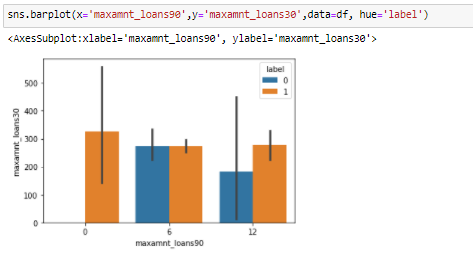 sns.barplot(x='maxamnt_loans90',y='maxamnt_loans30',data=df, hue='label')
<AxesSubplot:xlabel='maxamnt_loans90', ylabel='maxamnt_loans30'>
label
0
1
500
400
300
200
100
0
maxamnt_loans30
0 6 12
maxamnt_loans90